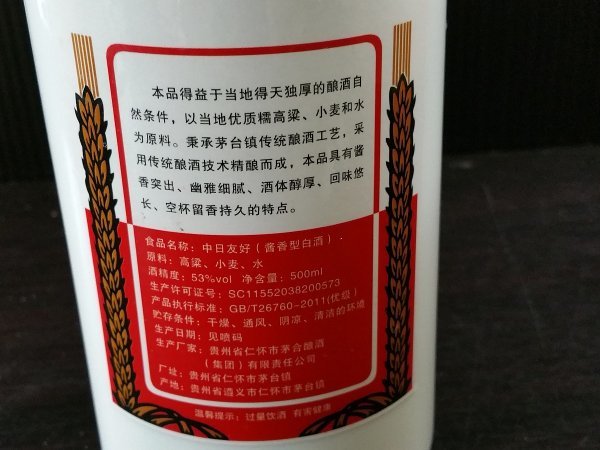 本品得益于当地得天独厚的酿酒自
然条件，以当地优质糯高粱、小麦和水
为原料。秉承茅台镇传统酿酒工艺，采
用传统酿酒技术精酿而成，本品具有酱
香突出、幽雅细腻、酒体醇厚、回味悠
长、空杯留香持久的特点。
食品名称：中日友好（酱香型白酒）
原料：高粱、小麦、水
酒精度：53%vol 净含量：500ml
生产许可证号：SC11552038200573
产品执行标准：GB/T26760-2011(优级)
贮存条件：干燥、通风、阴凉、清洁的环境
生产日期：见喷码
生产厂家：贵州省仁怀市茅合酿酒
（集团）有限责任公司
厂址：贵州省仁怀市茅台镇
产地：贵州省遵义市仁怀市茅台镇
温馨提示：过量饮酒 有害健康